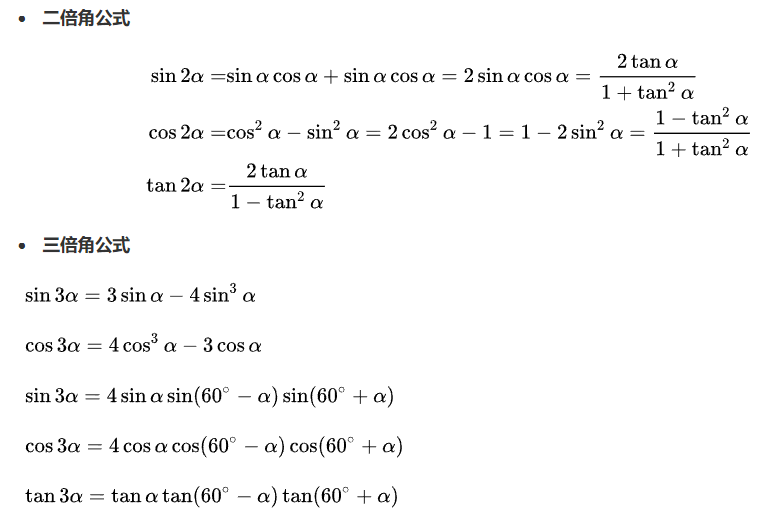 • 二倍角公式
sin 2α = sin α cos α + sin α cos α = 2 sin α cos α = \frac{2 tan α}{1 + tan² α}
cos 2α = cos² α − sin² α = 2 cos² α − 1 = 1 − 2 sin² α = \frac{1 − tan² α}{1 + tan² α}
tan 2α = \frac{2 tan α}{1 − tan² α}
• 三倍角公式
sin 3α = 3 sin α − 4 sin³ α
cos 3α = 4 cos³ α − 3 cos α
sin 3α = 4 sin α sin(60° − α) sin(60° + α)
cos 3α = 4 cos α cos(60° − α) cos(60° + α)
tan 3α = tan α tan(60° − α) tan(60° + α)